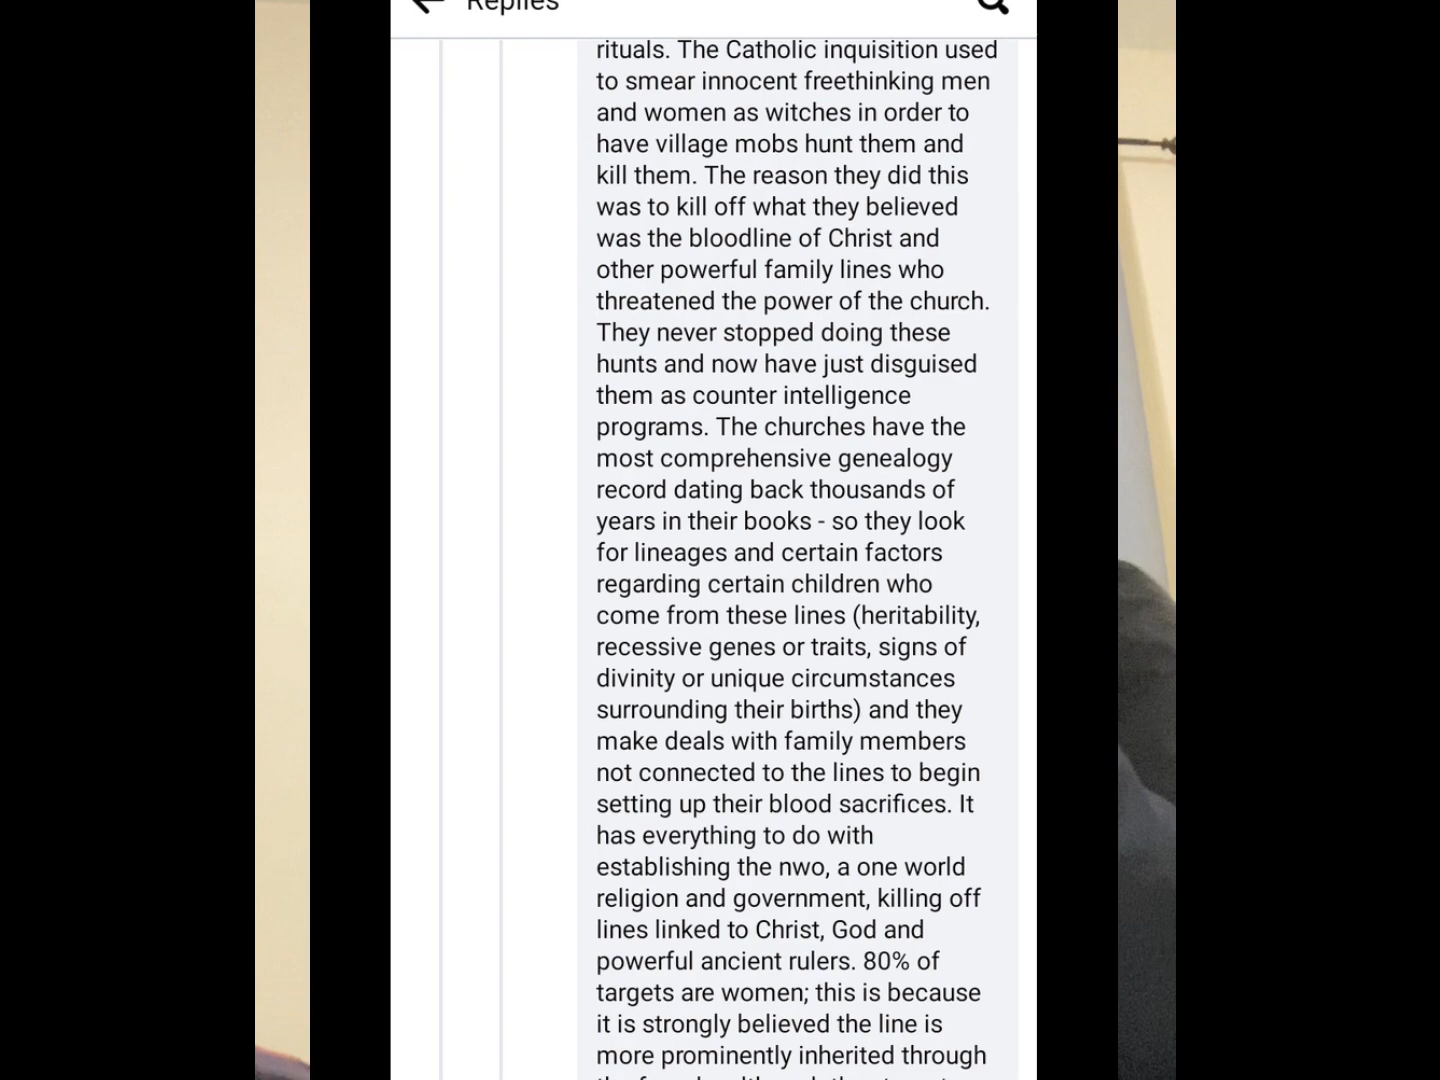 Replies
rituals. The Catholic inquisition used
to smear innocent freethinking men
and women as witches in order to
have village mobs hunt them and
kill them. The reason they did this
was to kill off what they believed
was the bloodline of Christ and
other powerful family lines who
threatened the power of the church.
They never stopped doing these
hunts and now have just disguised
them as counter intelligence
programs. The churches have the
most comprehensive genealogy
record dating back thousands of
years in their books - so they look
for lineages and certain factors
regarding certain children who
come from these lines (heritability,
recessive genes or traits, signs of
divinity or unique circumstances
surrounding their births) and they
make deals with family members
not connected to the lines to begin
setting up their blood sacrifices. It
has everything to do with
establishing the nwo, a one world
religion and government, killing off
lines linked to Christ, God and
powerful ancient rulers. 80% of
targets are women; this is because
it is strongly believed the line is
more prominently inherited through